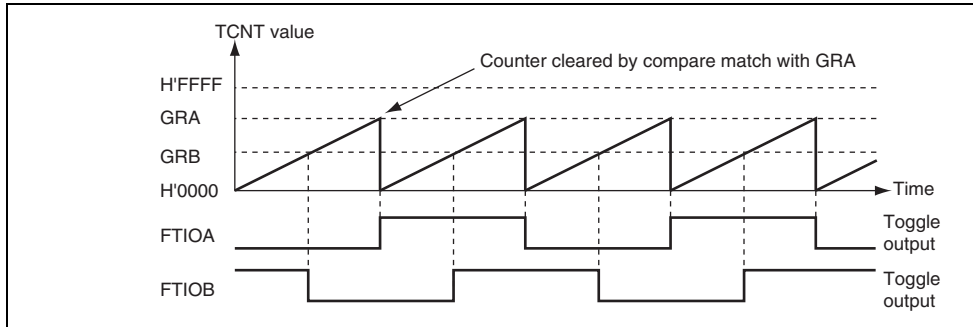 TCNT value
Counter cleared by compare match with GRA
H'FFFF
GRA
GRB
H'0000
Time
FTIOA
Toggle
output
FTIOB
Toggle
output